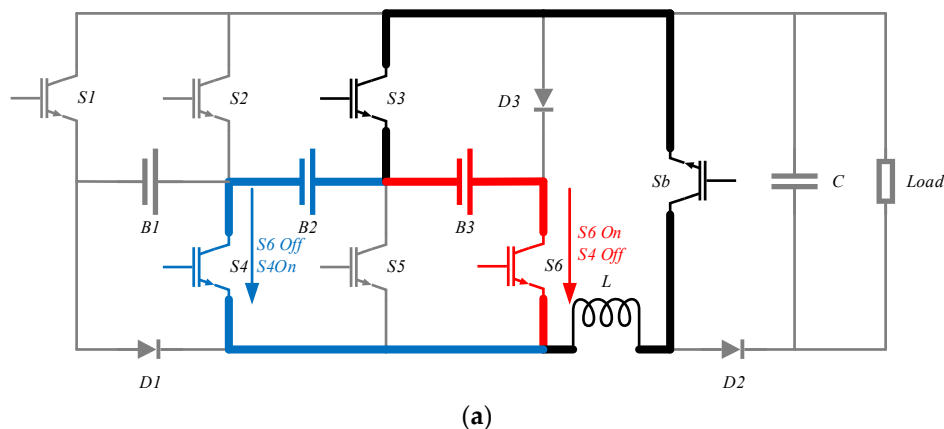 S1
S2
S3
D3
Sb
C
Load
B1
B2
B3
S6 Off
S4On
S6 On
S4 Off
S4
S5
S6
L
D1
D2
(a)